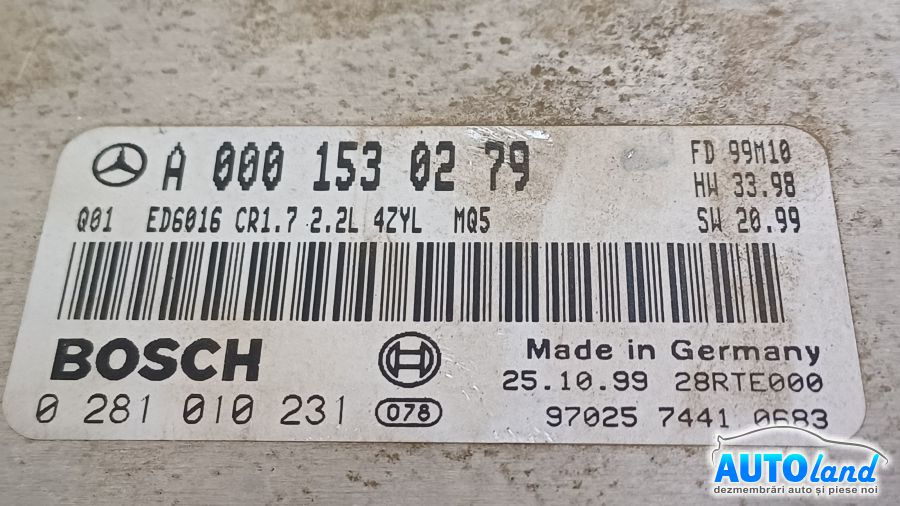 A 000 153 02 79
FD 99M10
HW 33.98
Q01 ED6016 CR1.7 2.2L 4ZYL MQ5
SW 20.99
BOSCH
Made in Germany
25.10.99 28RTE000
0 281 010 231 078
970257 7441 0683
AUTOland
dezmembrări auto și piese noi